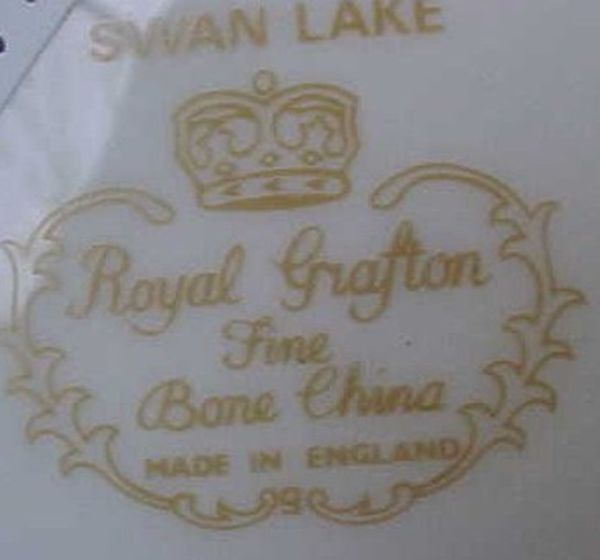 SWAN LAKE
Royal Grafton
Fine
Bone China
MADE IN ENGLAND